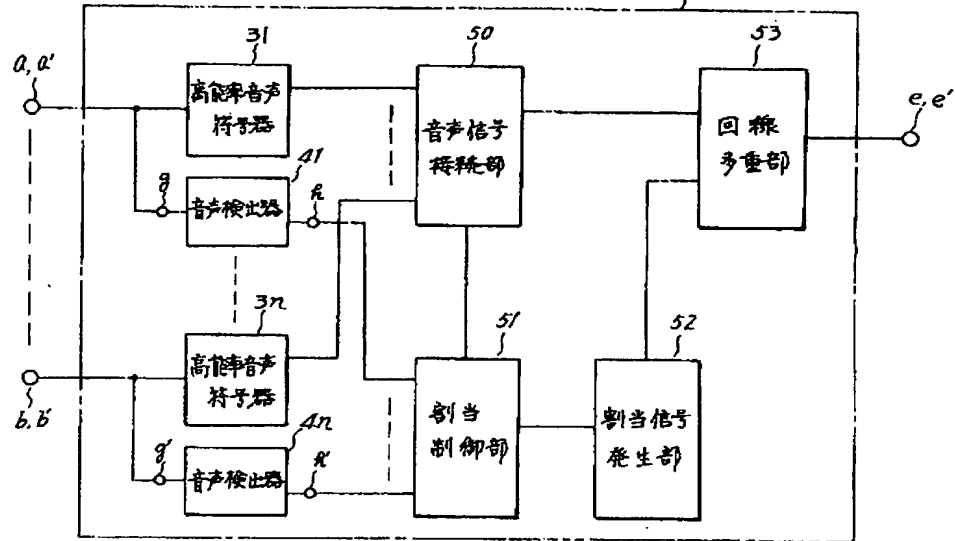 31
50
53
a, a'
高能率音声
符号器
音声信号
接続部
回線
多重部
e, e'
41
g
音声検出器
h
3n
高能率音声
符号器
51
52
b, b'
割当
制御部
割当信号
発生部
4n
g'
音声検出器
h'